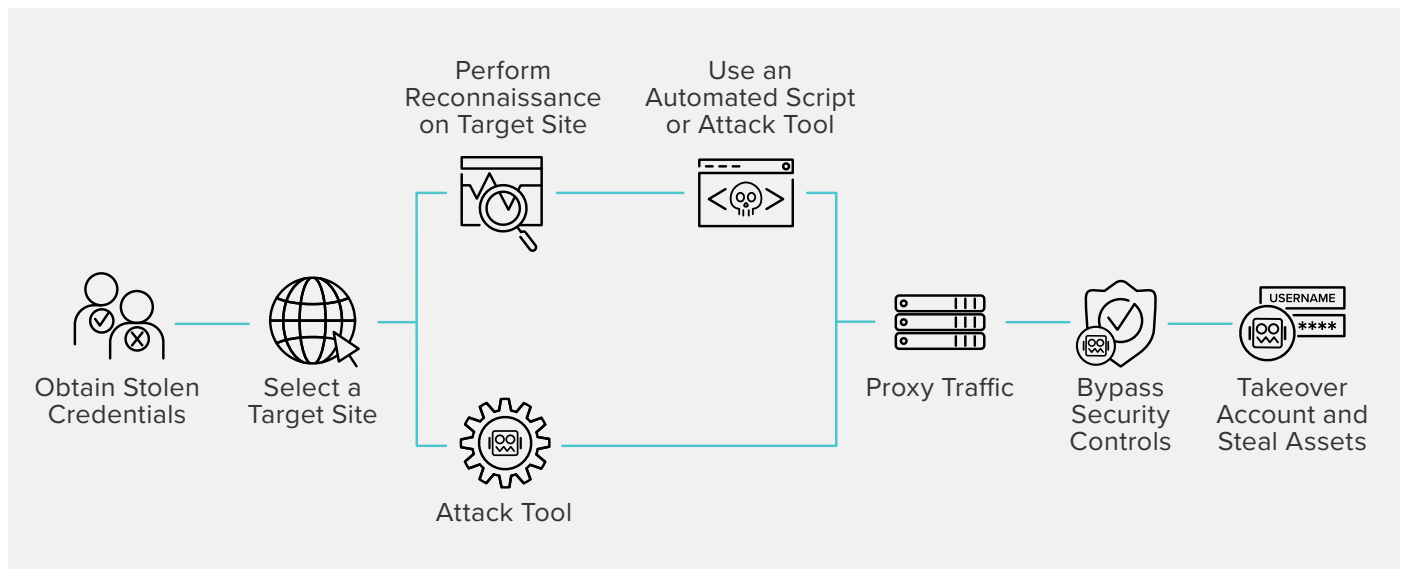 Perform
Reconnaissance
on Target Site
Use an
Automated Script
or Attack Tool
Obtain Stolen
Credentials
Select a
Target Site
Attack Tool
Proxy Traffic
Bypass
Security
Controls
USERNAME
****
Takeover
Account and
Steal Assets